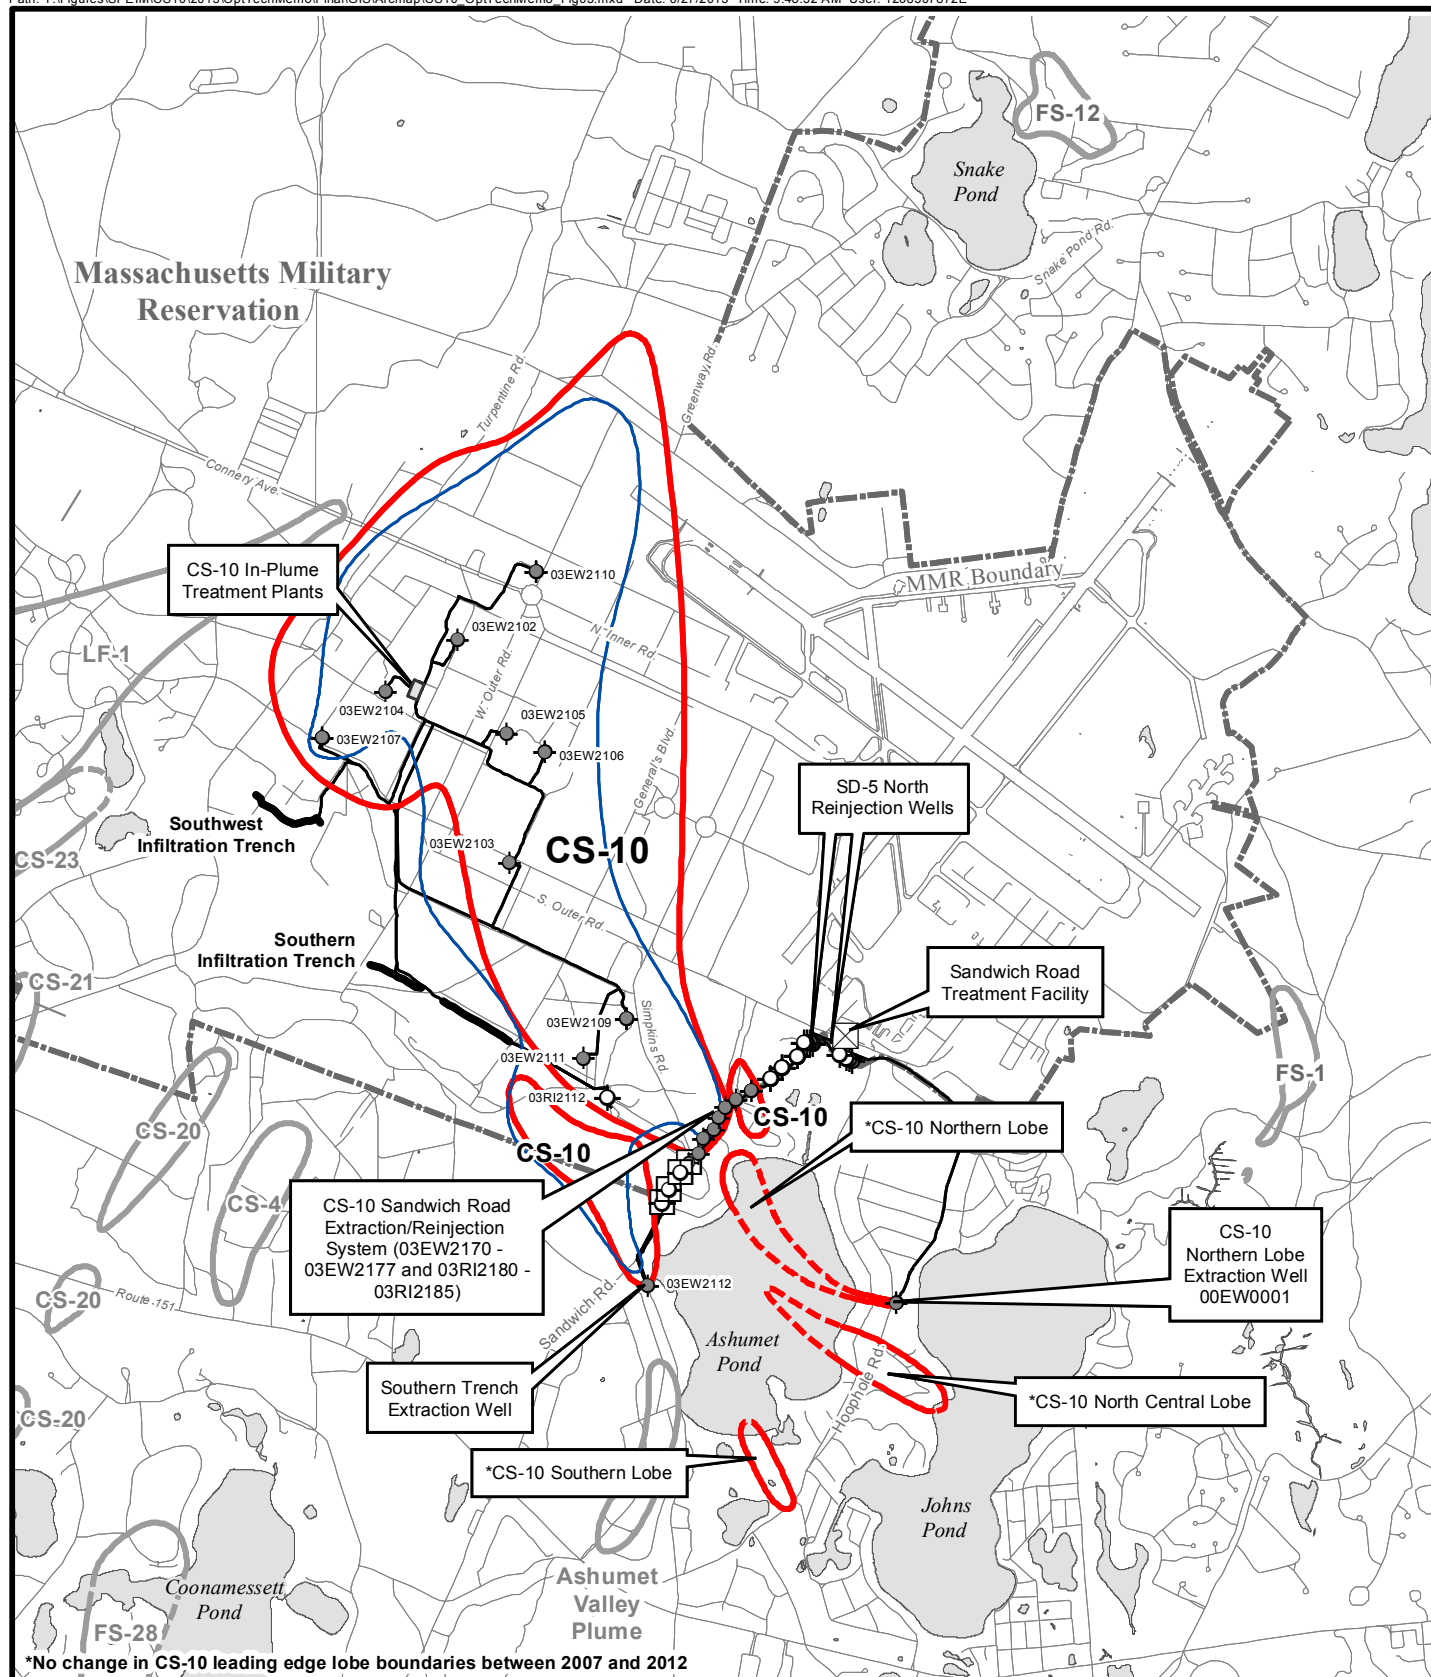 FS-12
Snake
Pond
Snake Pond Rd.
Massachusetts Military
Reservation
Turpentine Rd.
Greenway Rd.
Connery Ave.
CS-10 In-Plume
Treatment Plants
03EW2110
MMR Boundary
03EW2102
N. Inner Rd.
LF-1
W. Outer Rd.
03EW2104
03EW2105
03EW2107
03EW2106
General's Blvd.
SD-5 North
Reinjection Wells
Southwest
Infiltration Trench
03EW2103
CS-10
CS-23
S. Outer Rd.
Southern
Infiltration Trench
Sandwich Road
Treatment Facility
CS-21
Simpkins Rd.
03EW2109
03EW2111
FS-1
03RI2112
CS-10
*CS-10 Northern Lobe
CS-20
CS-10
CS-4
CS-10 Sandwich Road
Extraction/Reinjection
System (03EW2170 -
03EW2177 and 03RI2180 -
03RI2185)
CS-10
Northern Lobe
Extraction Well
00EW0001
03EW2112
CS-20
Route 151
Sandwich Rd.
Ashumet
Pond
Hoophole Rd.
Southern Trench
Extraction Well
*CS-10 North Central Lobe
CS-20
*CS-10 Southern Lobe
Johns
Pond
Coonamessett
Pond
Ashumet
Valley
Plume
FS-28
*No change in CS-10 leading edge lobe boundaries between 2007 and 2012